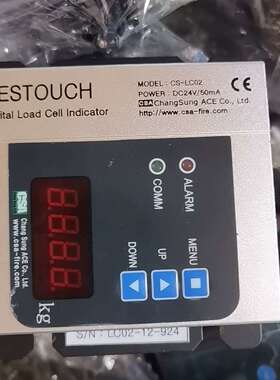 ESTOUCH
ital Load Cell Indicator
MODEL : CS-LC02
POWER : DC24V/50mA
CSA ChangSung ACE Co., Ltd.
http://www.csa-fire.com
CE
COMM
ALARM
DOWN
UP
MENU
8.8.8.8.
kg
CSA
Chang Sung ACE Co., Ltd.
(csa-fire.com)
S/N : LC02-12-924